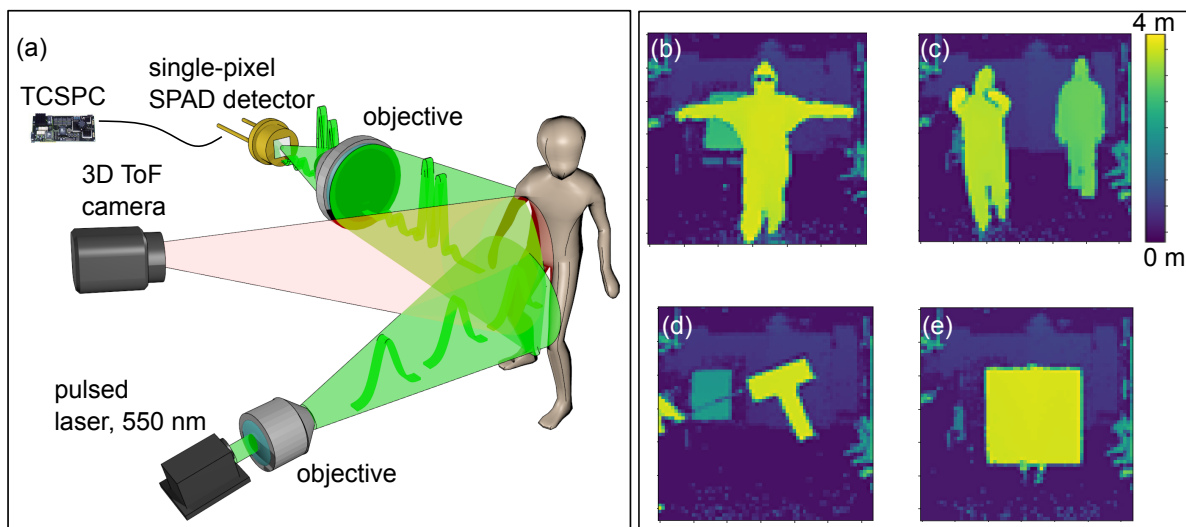 (a)
single-pixel
SPAD detector
TCSPC
objective
3D ToF
camera
pulsed
laser, 550 nm
objective
(b)
(c)
4 m
0 m
(d)
(e)